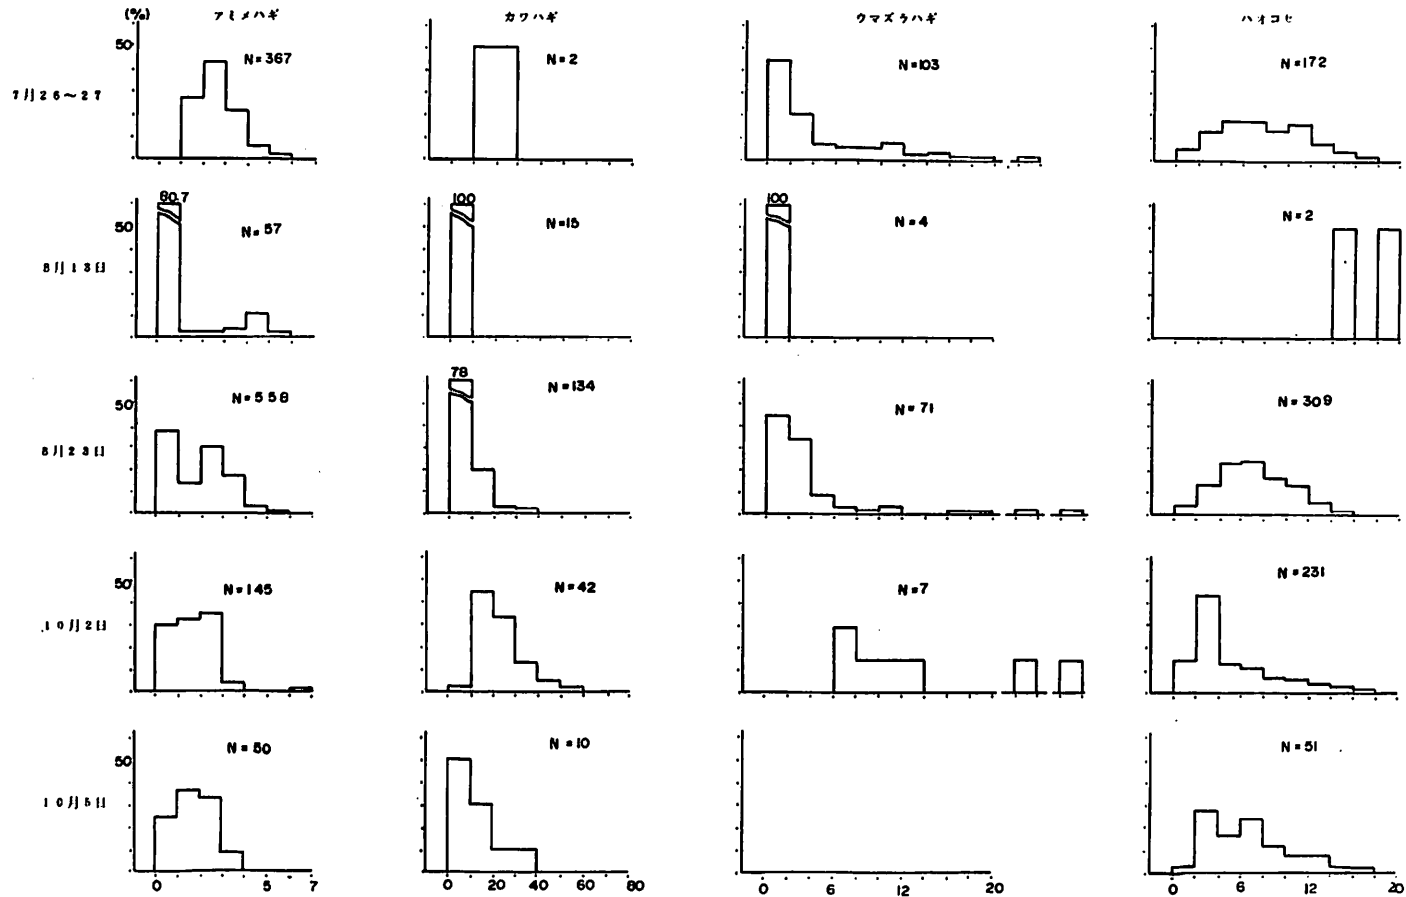 (%) アミメハギ カワハギ ウマズラハギ ハオコゼ
50 N=367 N=2 N=103 N=172
7月26～27
80.7 100 100
50 N=57 N=15 N=4 N=2
8月13日
78
50 N=558 N=134 N=71 N=309
8月23日
50 N=145 N=42 N=7 N=231
10月2日
50 N=50 N=10 N=51
10月5日
0 5 7 0 20 40 60 80 0 6 12 20 0 6 12 20